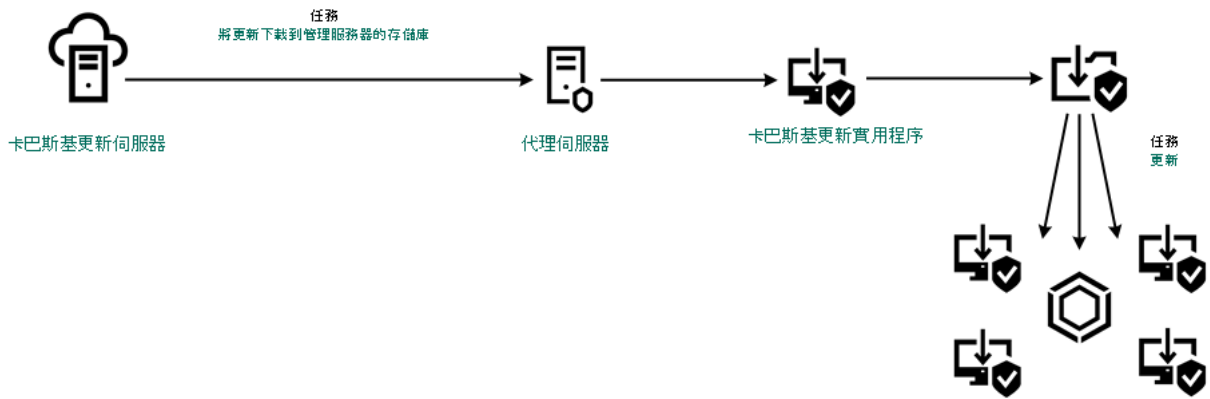 任務
將更新下載到管理服務器的存儲庫
卡巴斯基更新伺服器
代理伺服器
卡巴斯基更新實用程序
任務
更新